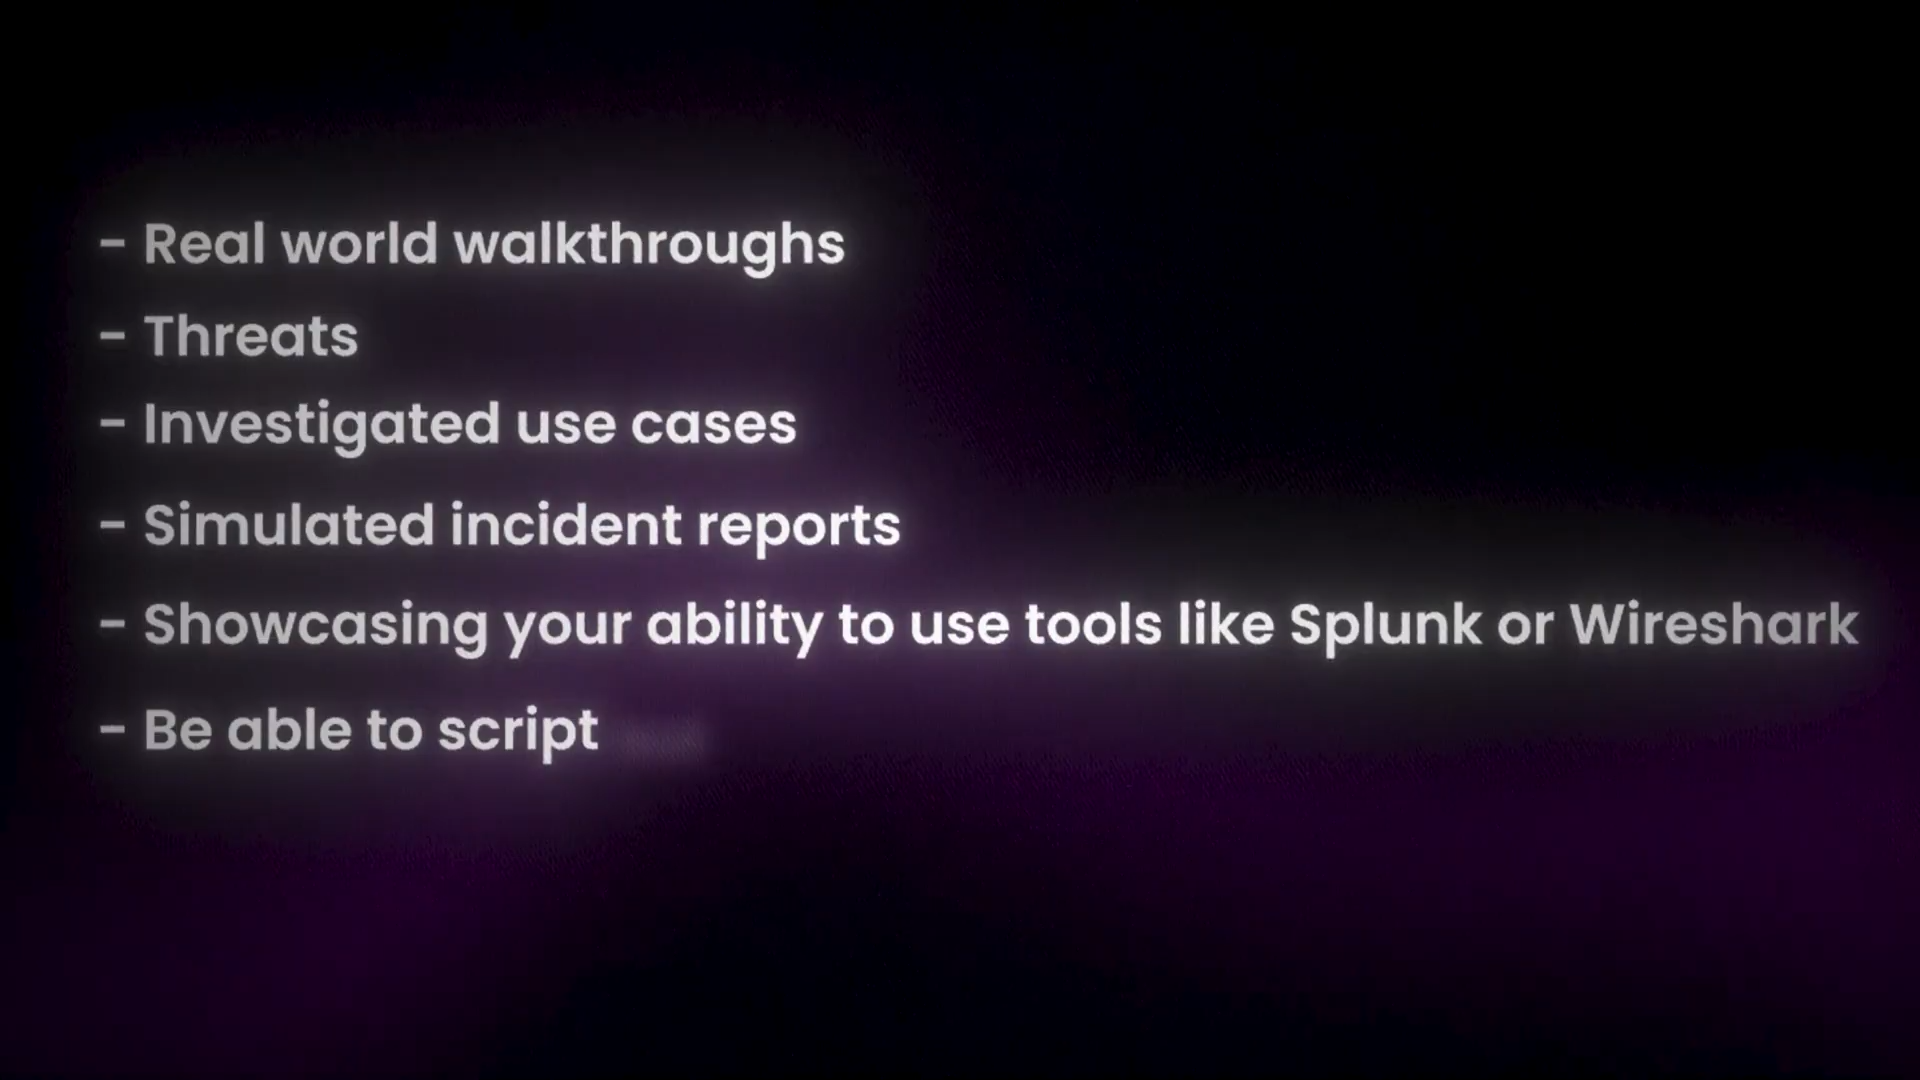 - Real world walkthroughs
- Threats
- Investigated use cases
- Simulated incident reports
- Showcasing your ability to use tools like Splunk or Wireshark
- Be able to script